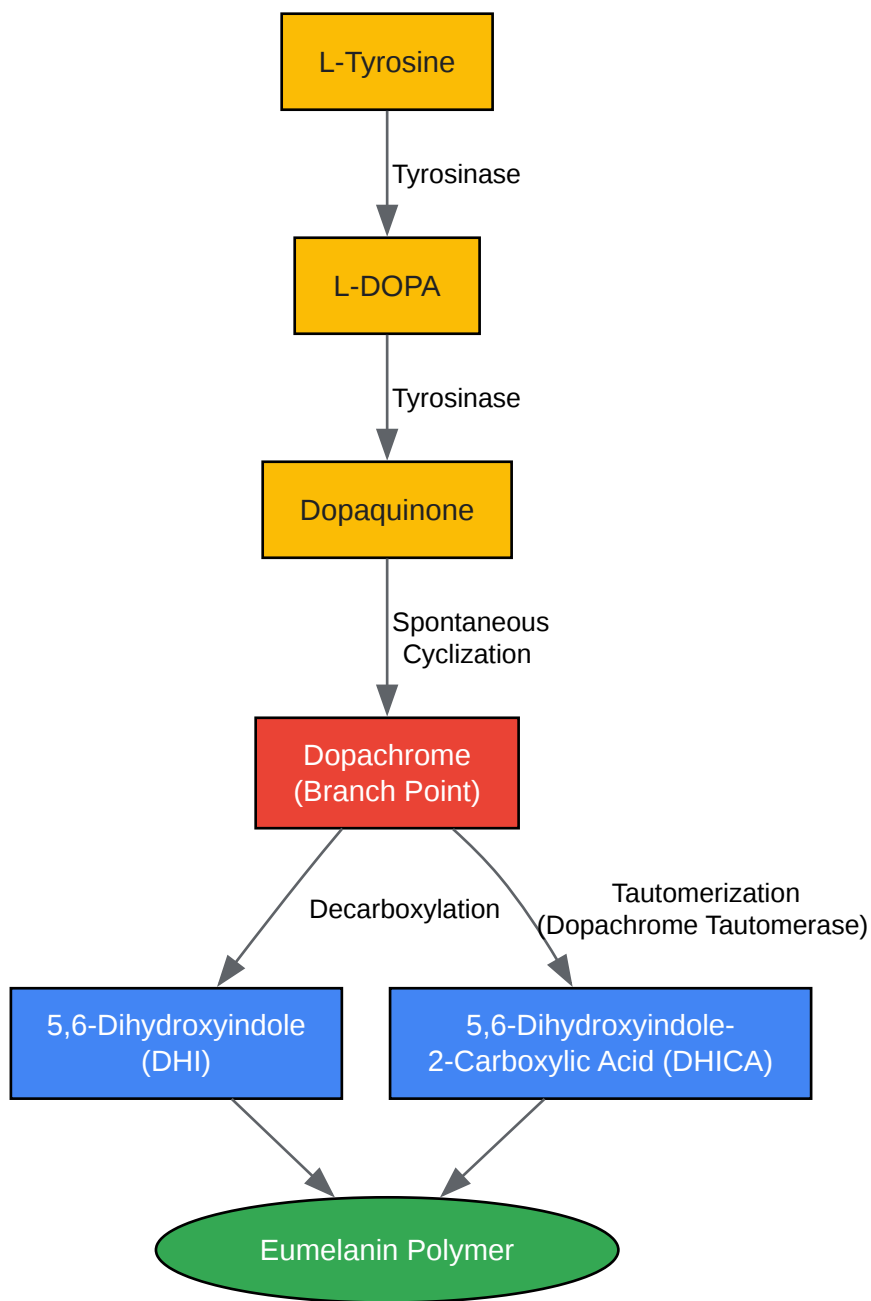 L-Tyrosine
Tyrosinase
L-DOPA
Tyrosinase
Dopaquinone
Spontaneous
Cyclization
Dopachrome
(Branch Point)
Decarboxylation
Tautomerization
(Dopachrome Tautomerase)
5,6-Dihydroxyindole
(DHI)
5,6-Dihydroxyindole-
2-Carboxylic Acid (DHICA)
Eumelanin Polymer